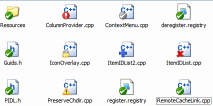 Resources
ColumnProvider.cpp
ContextMenu.cpp
deregister.registry
Guids.h
IconOverlay.cpp
ItemIDList2.cpp
ItemIDList.cpp
PIDL.h
PreserveChdir.cpp
register.registry
RemoteCacheLink.cpp